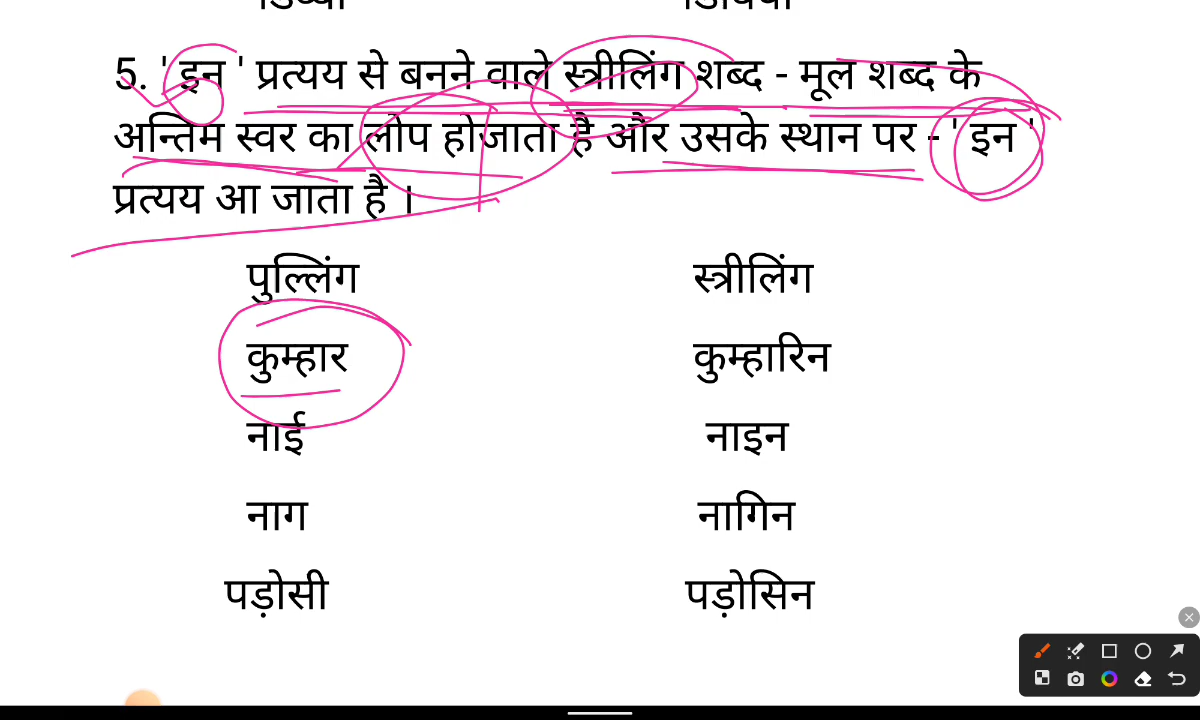 5. ' इन ' प्रत्यय से बनने वाले स्त्रीलिंग शब्द - मूल शब्द के
अन्तिम स्वर का लोप होजाता है और उसके स्थान पर - ' इन '
प्रत्यय आ जाता है ।
पुल्लिंग स्त्रीलिंग
कुम्हार कुम्हारिन
नाई नाइन
नाग नागिन
पड़ोसी पड़ोसिन